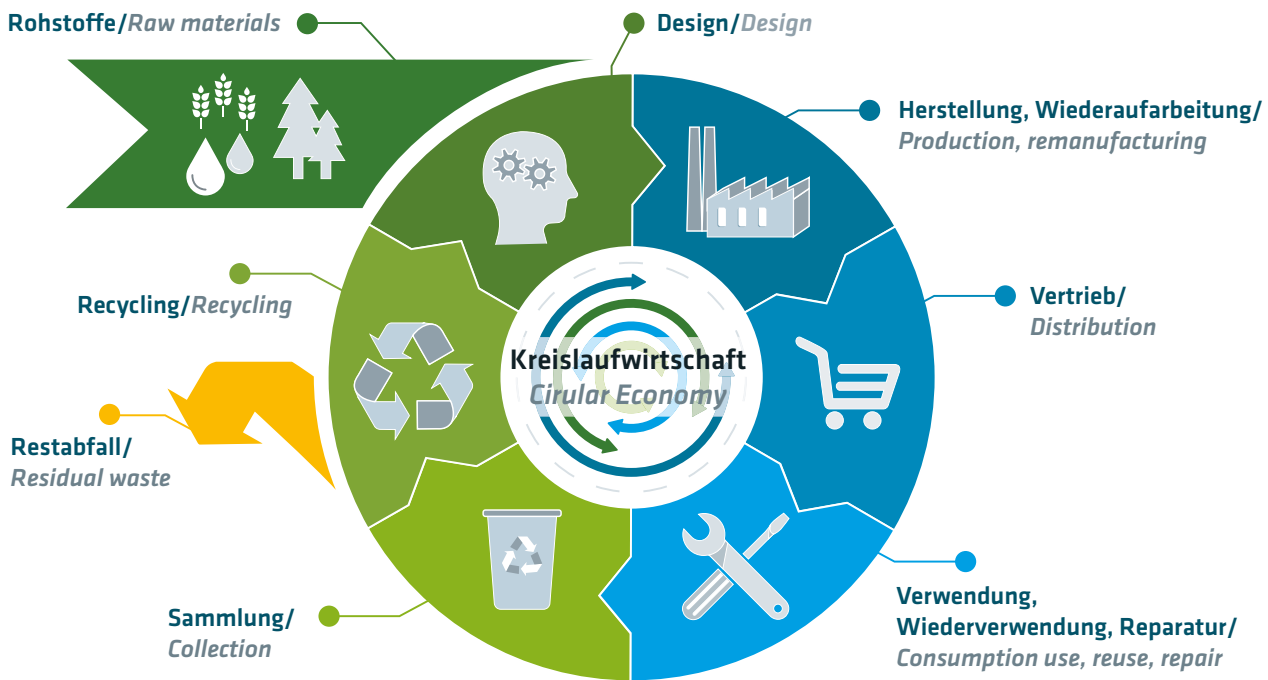 Rohstoffe/Raw materials
Design/Design
Herstellung, Wiederaufarbeitung/
Production, remanufacturing
Vertrieb/
Distribution
Verwendung,
Wiederverwendung, Reparatur/
Consumption use, reuse, repair
Sammlung/
Collection
Restabfall/
Residual waste
Recycling/Recycling
Kreislaufwirtschaft
Cirular Economy